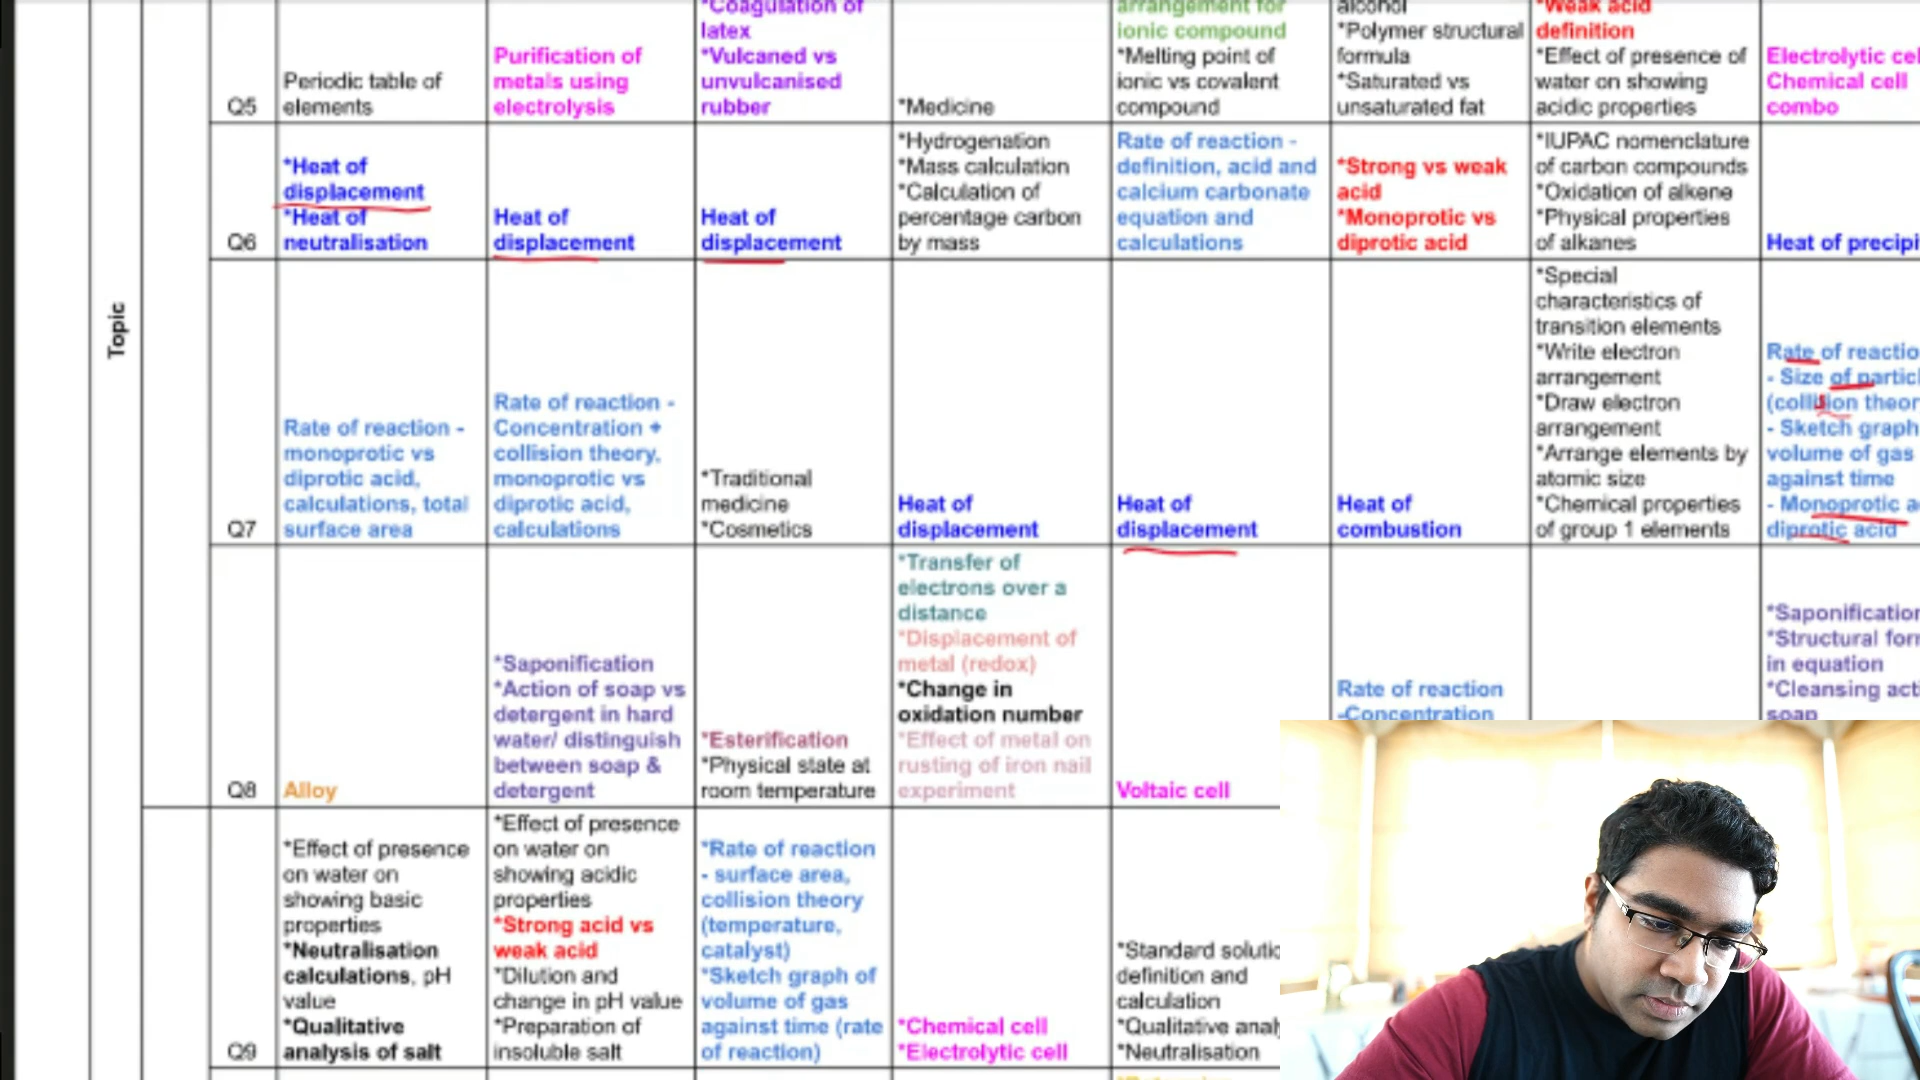 Topic
Q5
Periodic table of
elements
Purification of
metals using
electrolysis
*Coagulation of
latex
*Vulcaned vs
unvulcanised
rubber
*Medicine
arrangement for
ionic compound
*Melting point of
ionic vs covalent
compound
alcohol
*Polymer structural
formula
*Saturated vs
unsaturated fat
*Weak acid
definition
*Effect of presence of
water on showing
acidic properties
Electrolytic cel
Chemical cell
combo
Q6
*Heat of
displacement
*Heat of
neutralisation
Heat of
displacement
Heat of
displacement
*Hydrogenation
*Mass calculation
*Calculation of
percentage carbon
by mass
Rate of reaction -
definition, acid and
calcium carbonate
equation and
calculations
*Strong vs weak
acid
*Monoprotic vs
diprotic acid
*IUPAC nomenclature
of carbon compounds
*Oxidation of alkene
*Physical properties
of alkanes
Heat of precipi
Q7
Rate of reaction -
monoprotic vs
diprotic acid,
calculations, total
surface area
Rate of reaction -
Concentration +
collision theory,
monoprotic vs
diprotic acid,
calculations
*Traditional
medicine
*Cosmetics
Heat of
displacement
Heat of
displacement
Heat of
combustion
*Special
characteristics of
transition elements
*Write electron
arrangement
*Draw electron
arrangement
*Arrange elements by
atomic size
*Chemical properties
of group 1 elements
Rate of reactio
- Size of particl
(collision theor
- Sketch graph
volume of gas
against time
- Monoprotic a
diprotic acid
Q8
Alloy
*Saponification
*Action of soap vs
detergent in hard
water/ distinguish
between soap &
detergent
*Esterification
*Physical state at
room temperature
*Transfer of
electrons over a
distance
*Displacement of
metal (redox)
*Change in
oxidation number
*Effect of metal on
rusting of iron nail
experiment
Voltaic cell
Rate of reaction
-Concentration
*Saponification
*Structural form
in equation
*Cleansing acti
soap
Q9
*Effect of presence
on water on
showing basic
properties
*Neutralisation
calculations, pH
value
*Qualitative
analysis of salt
*Effect of presence
on water on
showing acidic
properties
*Strong acid vs
weak acid
*Dilution and
change in pH value
*Preparation of
insoluble salt
*Rate of reaction
- surface area,
collision theory
(temperature,
catalyst)
*Sketch graph of
volume of gas
against time (rate
of reaction)
*Chemical cell
*Electrolytic cell
*Standard solutio
definition and
calculation
*Qualitative anal
*Neutralisation